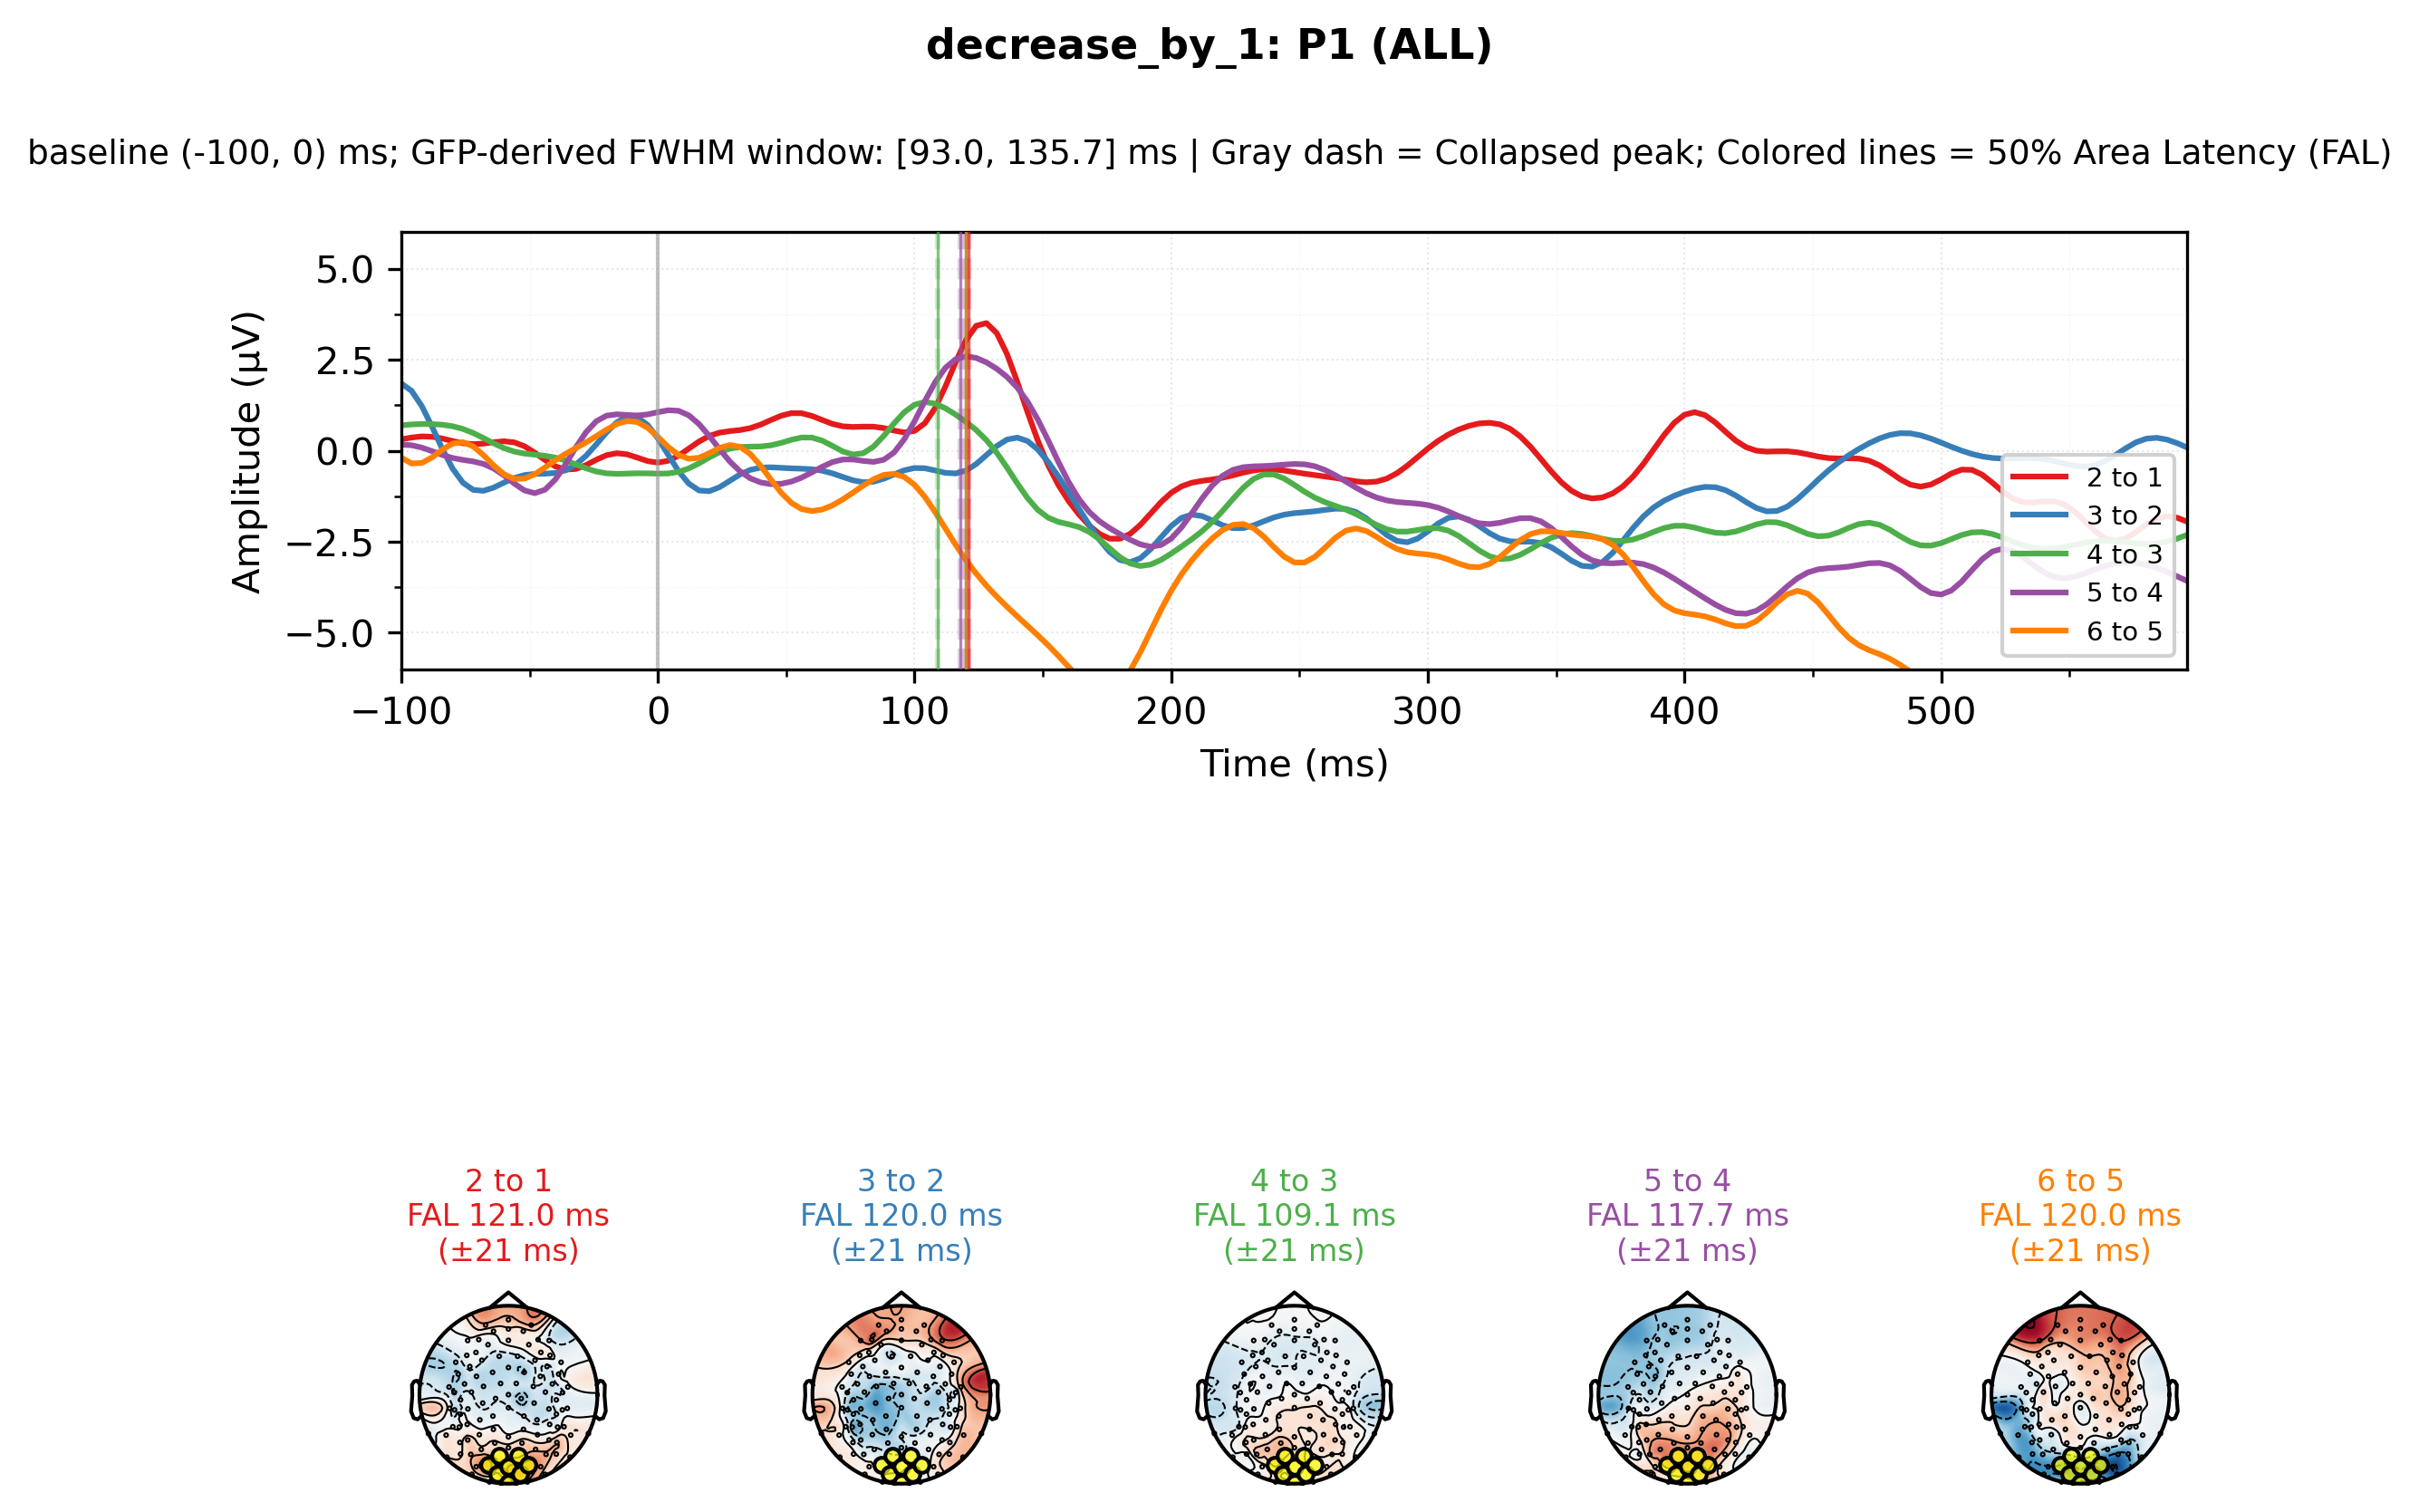 decrease_by_1: P1 (ALL)
baseline (-100, 0) ms; GFP-derived FWHM window: [93.0, 135.7] ms | Gray dash = Collapsed peak; Colored lines = 50% Area Latency (FAL)
Amplitude (µV)
5.0
2.5
0.0
−2.5
−5.0
2 to 1
3 to 2
4 to 3
5 to 4
6 to 5
−100 0 100 200 300 400 500
Time (ms)
2 to 1 3 to 2 4 to 3 5 to 4 6 to 5
FAL 121.0 ms FAL 120.0 ms FAL 109.1 ms FAL 117.7 ms FAL 120.0 ms
(±21 ms) (±21 ms) (±21 ms) (±21 ms) (±21 ms)